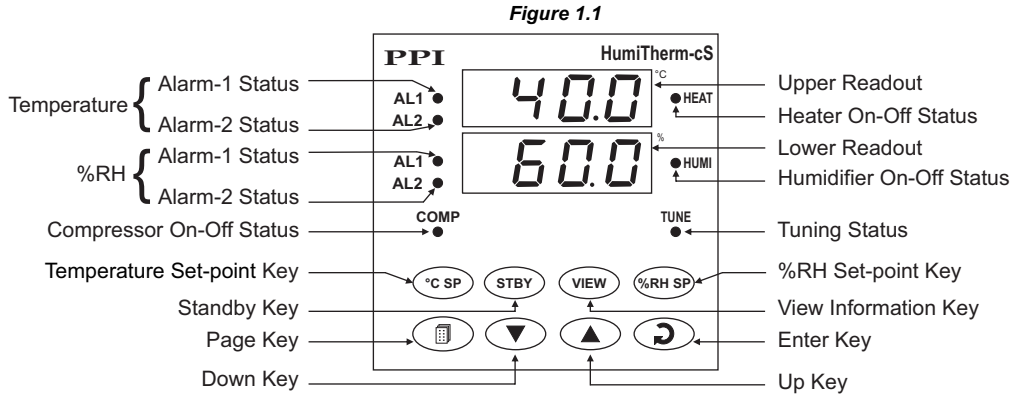 Figure 1.1
PPI
HumiTherm-cS
Temperature
Alarm-1 Status
Alarm-2 Status
AL1
AL2
40.0
°C
HEAT
Upper Readout
Heater On-Off Status
%RH
Alarm-1 Status
Alarm-2 Status
AL1
AL2
60.0
%
HUMI
Lower Readout
Humidifier On-Off Status
Compressor On-Off Status
COMP
TUNE
Tuning Status
Temperature Set-point Key
°C SP
STBY
VIEW
%RH SP
%RH Set-point Key
Standby Key
View Information Key
Page Key
Enter Key
Down Key
Up Key